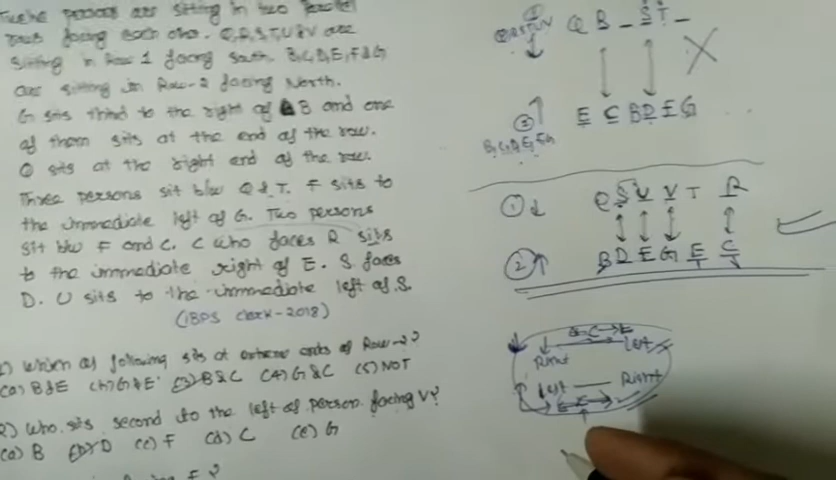 Twelve persons are sitting in two parallel
rows facing each other. Q,R,S,T,U & V are
sitting in Row 1 facing South. B,C,D,E,F & G
are sitting in Row-2 facing North.
G sits third to the right of B and one
of them sits at the end of the row.
Q sits at the right end of the row.
Three persons sit b/w Q & T. F sits to
the immediate left of G. Two persons
sit b/w F and C. C who faces R sits
to the immediate right of E. S faces
D. U sits to the immediate left of S.
(IBPS Clerk-2018)
1) Which of following sits at extreme ends of Row-2?
(a) B&E (b) G&E B&C (4) G&C (5) NOT
2) Who sits second to the left of person facing V?
(a) B D (c) F (d) C (e) G
Q B _ S T _
B,C,D,E,F,G
E C B D F G
1 Q S U V T R
2 B D F G E C
Left
Right
Left Right